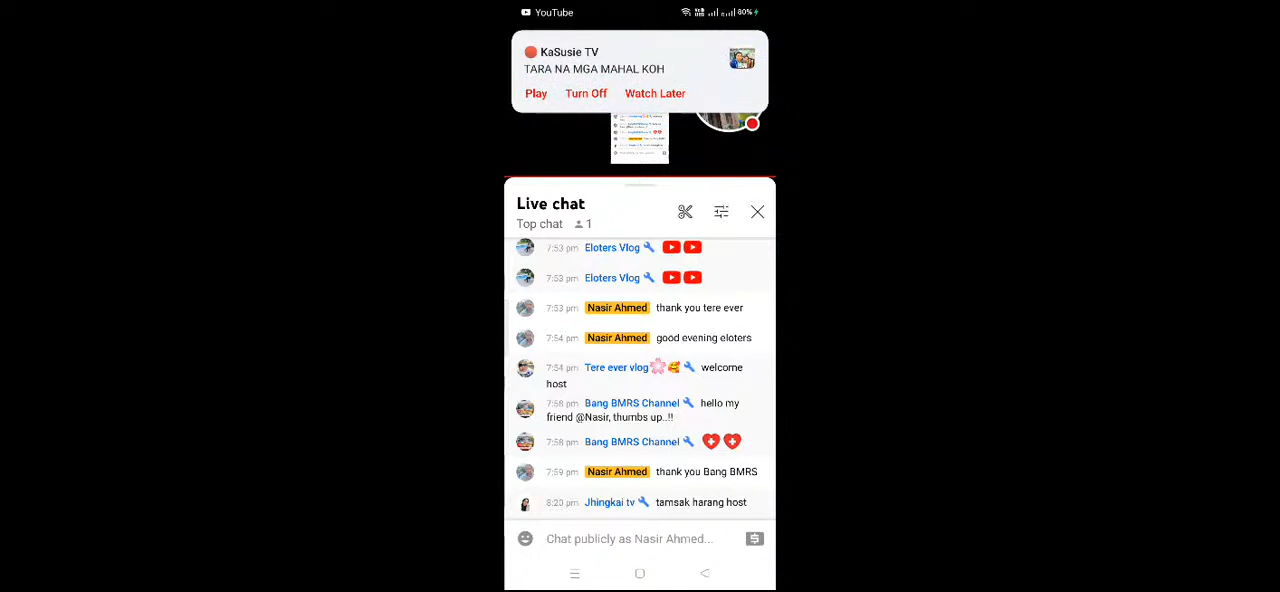 YouTube
80%
KaSusie TV
TARA NA MGA MAHAL KOH
Play Turn Off Watch Later
Live chat
Top chat 1
7:53 pm Eloters Vlog
7:53 pm Eloters Vlog
7:53 pm Nasir Ahmed thank you tere ever
7:54 pm Nasir Ahmed good evening eloters
7:54 pm Tere ever vlog🌸🥰 welcome
host
7:58 pm Bang BMRS Channel hello my
friend @Nasir, thumbs up..!!
7:58 pm Bang BMRS Channel
7:59 pm Nasir Ahmed thank you Bang BMRS
8:20 pm Jhingkai tv tamsak harang host
Chat publicly as Nasir Ahmed...